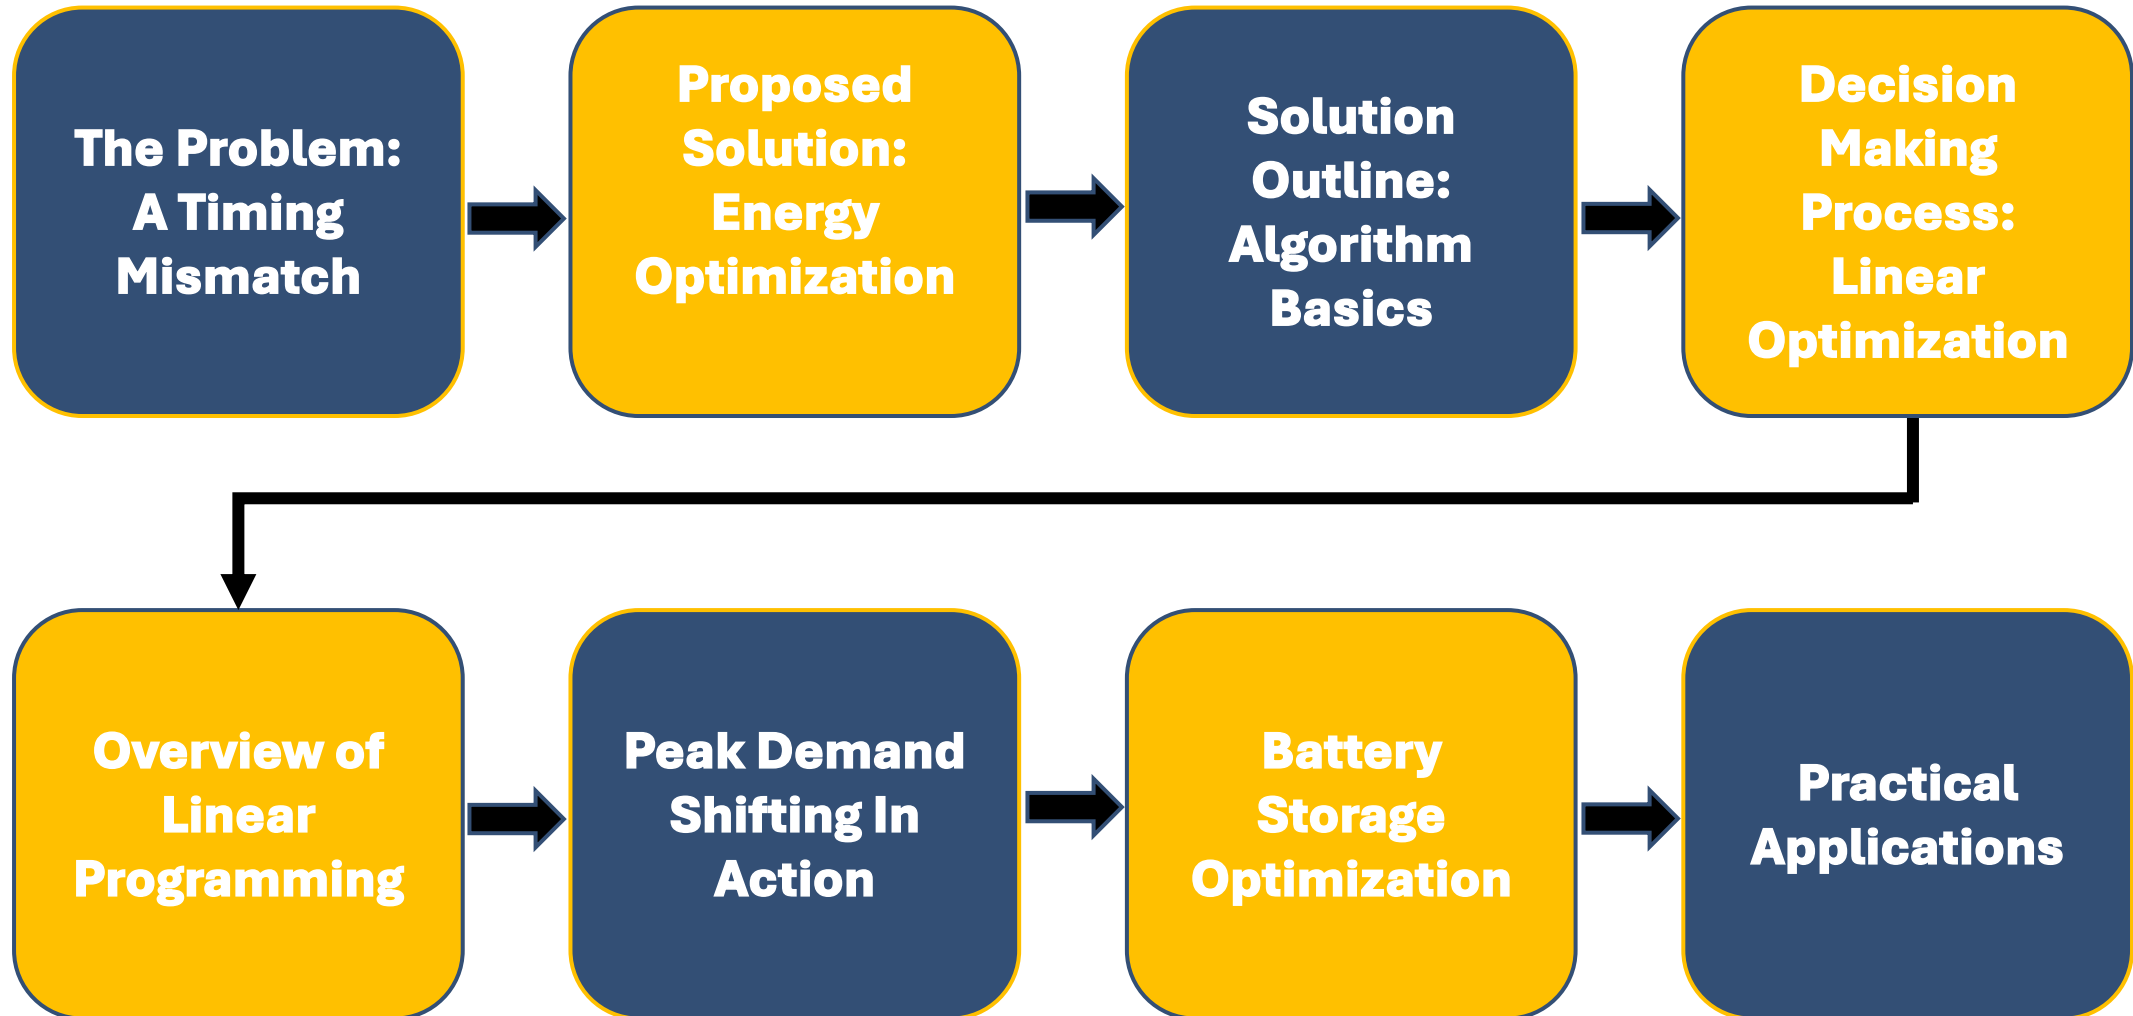 The Problem:
A Timing
Mismatch
Proposed
Solution:
Energy
Optimization
Solution
Outline:
Algorithm
Basics
Decision
Making
Process:
Linear
Optimization
Overview of
Linear
Programming
Peak Demand
Shifting In
Action
Battery
Storage
Optimization
Practical
Applications